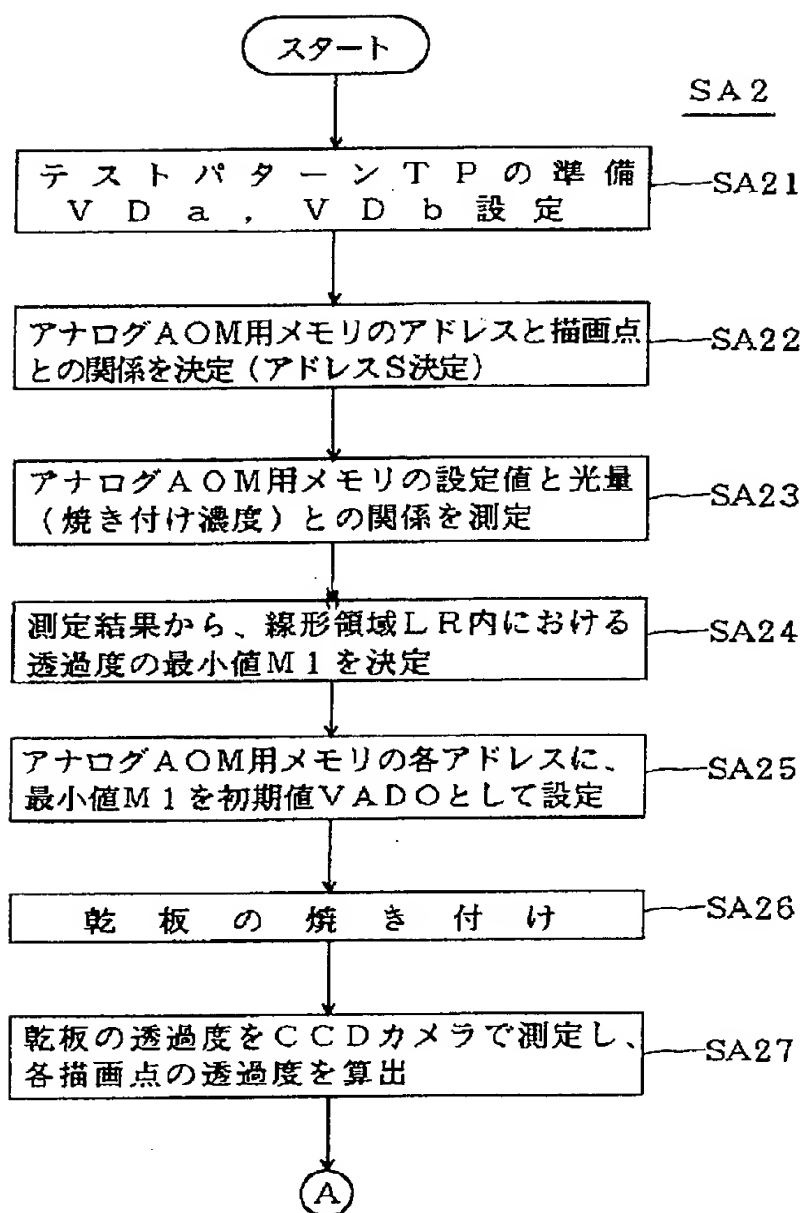 スタート
SA2
テストパターンTPの準備
VDa,VDb設定
SA21
アナログAOM用メモリのアドレスと描画点
との関係を決定(アドレスS決定)
SA22
アナログAOM用メモリの設定値と光量
(焼き付け濃度)との関係を測定
SA23
測定結果から、線形領域LR内における
透過度の最小値M1を決定
SA24
アナログAOM用メモリの各アドレスに、
最小値M1を初期値VADOとして設定
SA25
乾板の焼き付け
SA26
乾板の透過度をCCDカメラで測定し、
各描画点の透過度を算出
SA27
A